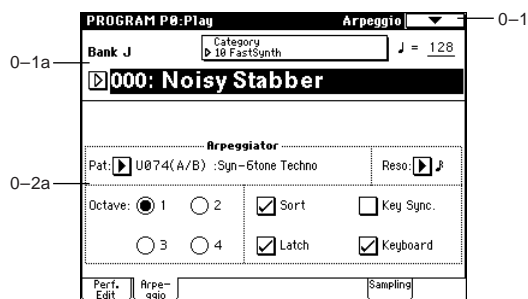 PROGRAM P0:Play Arpeggio 0–1
Bank J Category ♩ = 128
10 FastSynth
0–1a
000: Noisy Stabber
Arpeggiator
Pat: U074(A/B) :Syn-6tone Techno Reso: ♪
0–2a
Octave: 1 2 Sort Key Sync.
3 4 Latch Keyboard
Perf. Edit Arpe-ggio Sampling